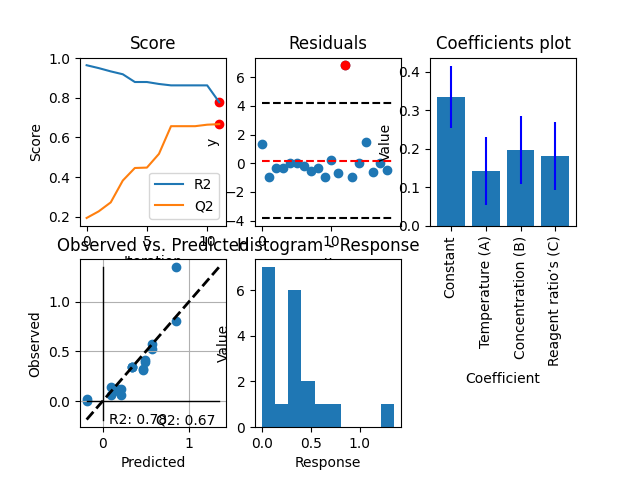 Score
Score
1.0
0.8
0.6
0.4
0.2
0
5
10
Iteration
R2
Q2
Residuals
y
6
4
2
0
−2
−4
0
10
Coefficients plot
Value
0.4
0.3
0.2
0.1
0.0
Constant
Temperature (A)
Concentration (B)
Reagent ratio's (C)
Coefficient
Observed vs. Predicted
Observed
1.0
0.5
0.0
0
1
Predicted
R2: 0.78
Q2: 0.67
Histogram - Response
Value
6
4
2
0
0.0
0.5
1.0
Response